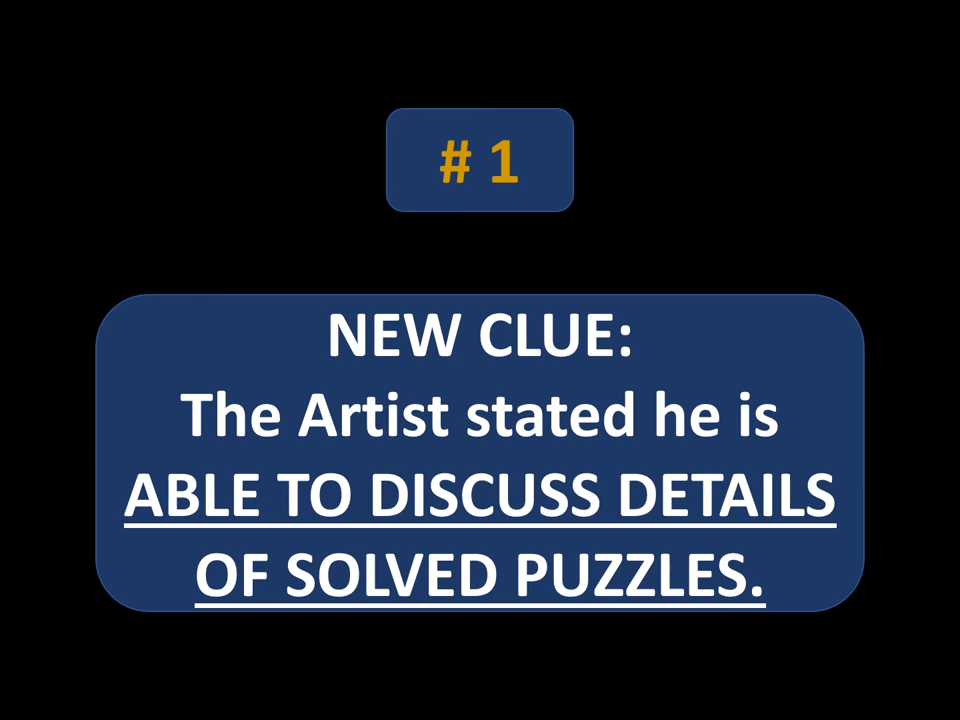 # 1
NEW CLUE:
The Artist stated he is
ABLE TO DISCUSS DETAILS
OF SOLVED PUZZLES.